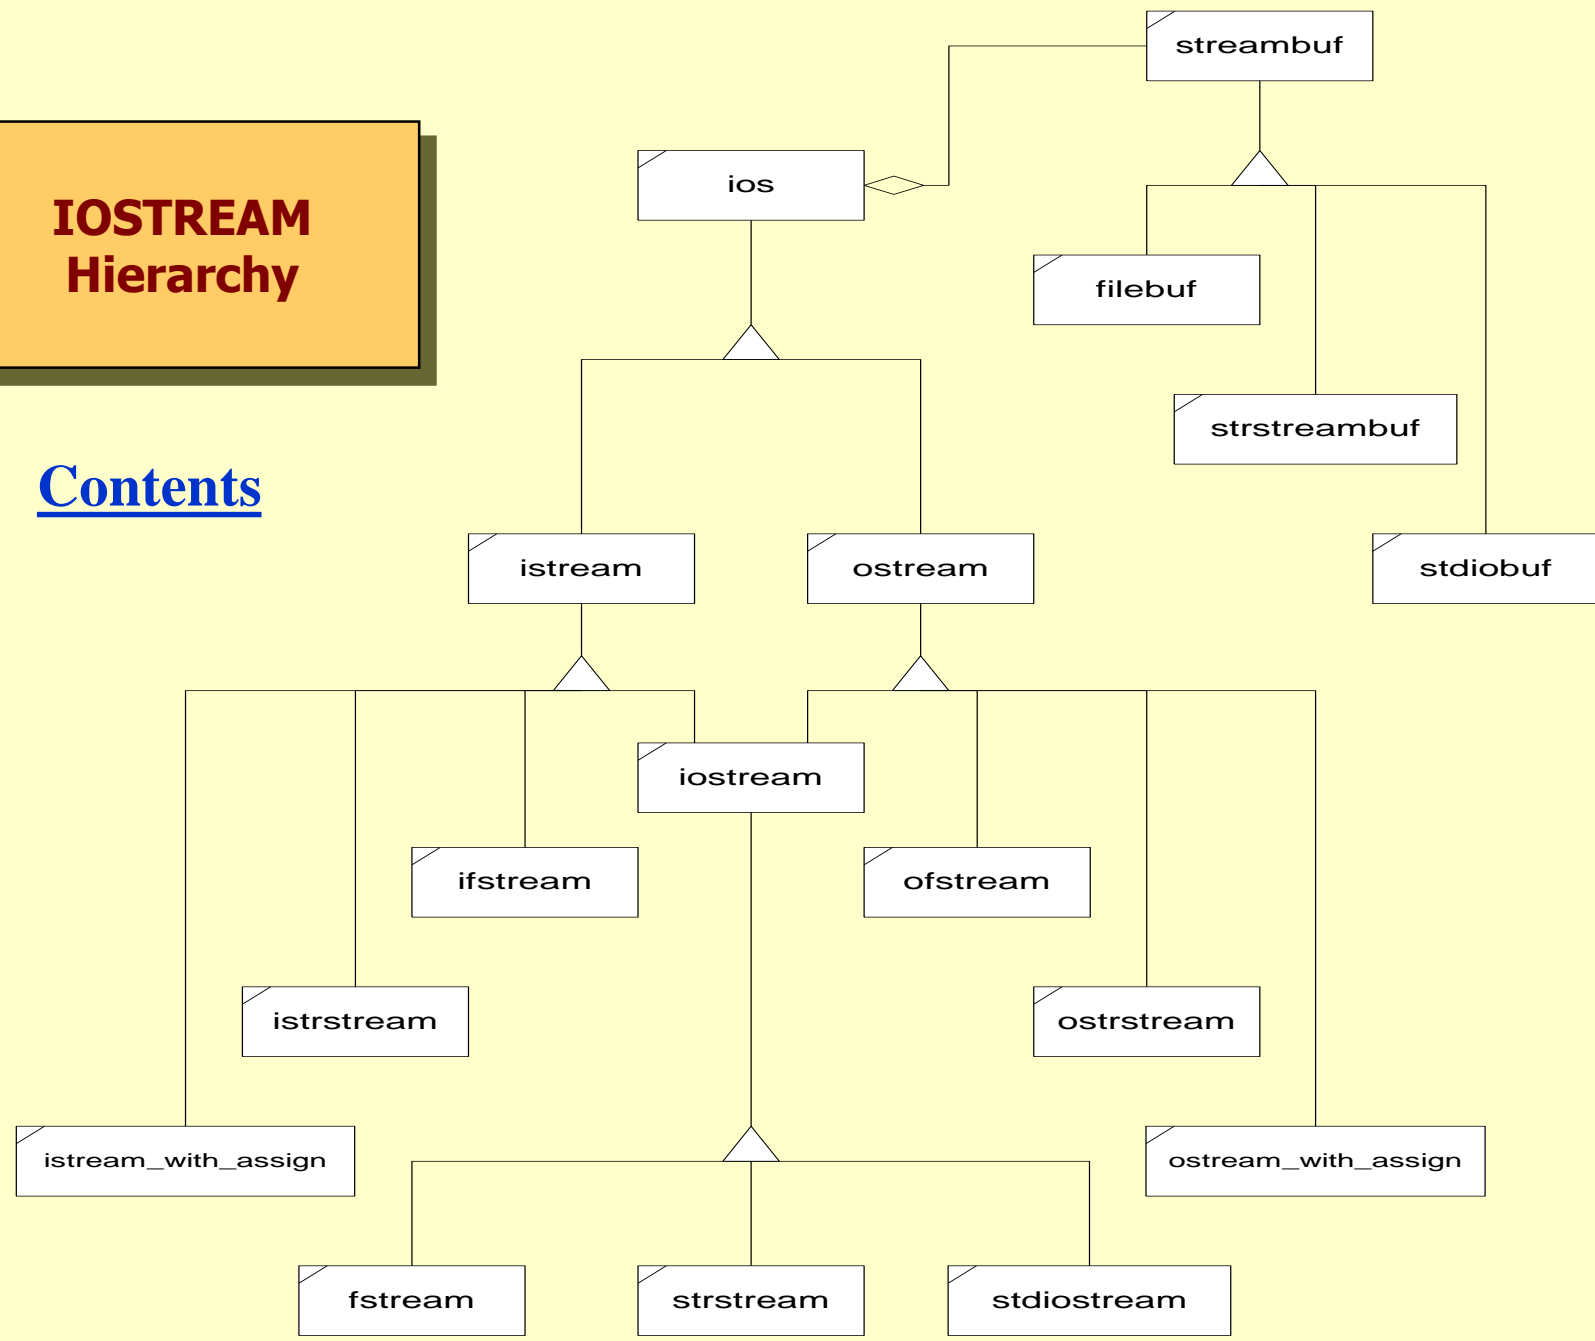 streambuf
ios
IOSTREAM
Hierarchy
filebuf
strstreambuf
Contents
istream
ostream
stdiobuf
iostream
ifstream
ofstream
istrstream
ostrstream
istream_with_assign
ostream_with_assign
fstream
strstream
stdiostream